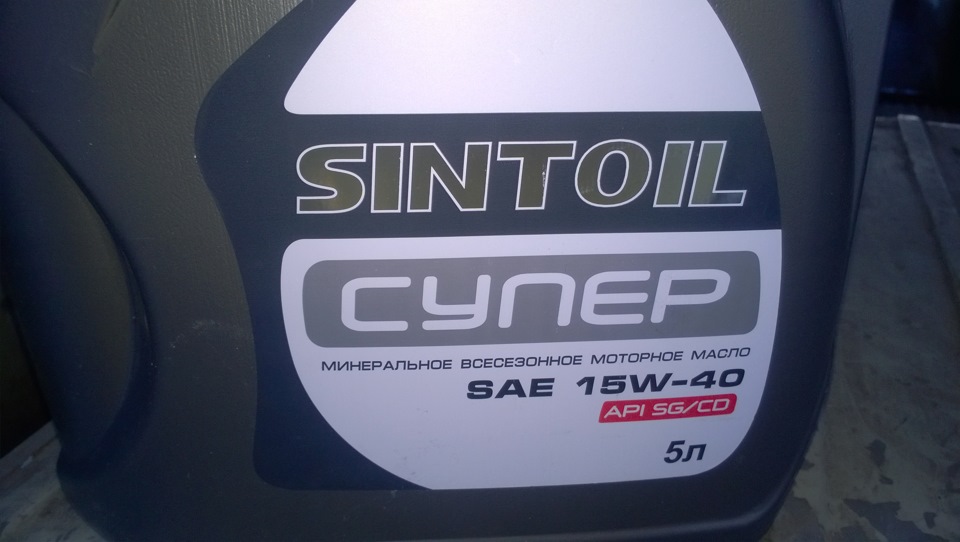 SINTOIL
СУПЕР
МИНЕРАЛЬНОЕ ВСЕСЕЗОННОЕ МОТОРНОЕ МАСЛО
SAE 15W-40
API SG/CD
5л